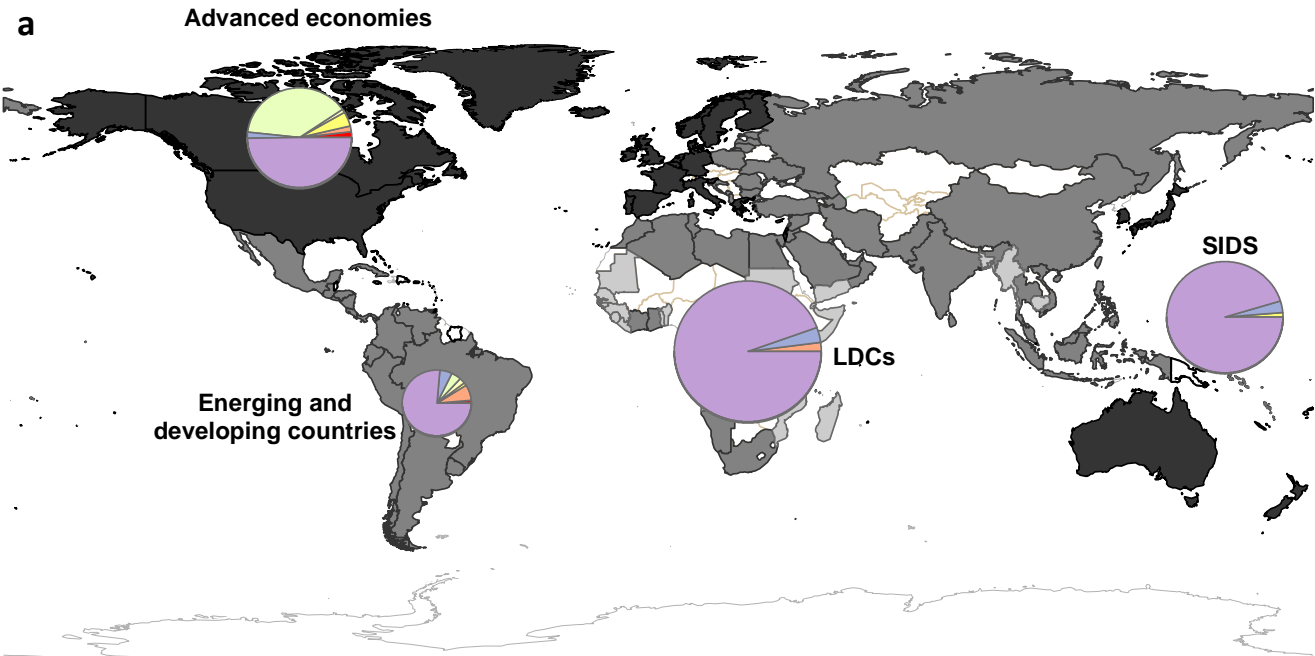 a
Advanced economies
SIDS
LDCs
Energing and
developing countries